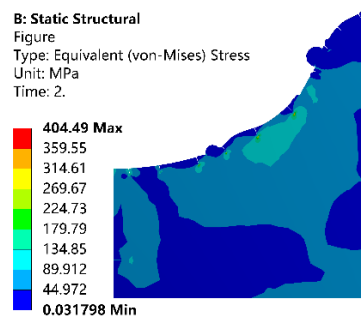 B: Static Structural
Figure
Type: Equivalent (von-Mises) Stress
Unit: MPa
Time: 2.
404.49 Max
359.55
314.61
269.67
224.73
179.79
134.85
89.912
44.972
0.031798 Min